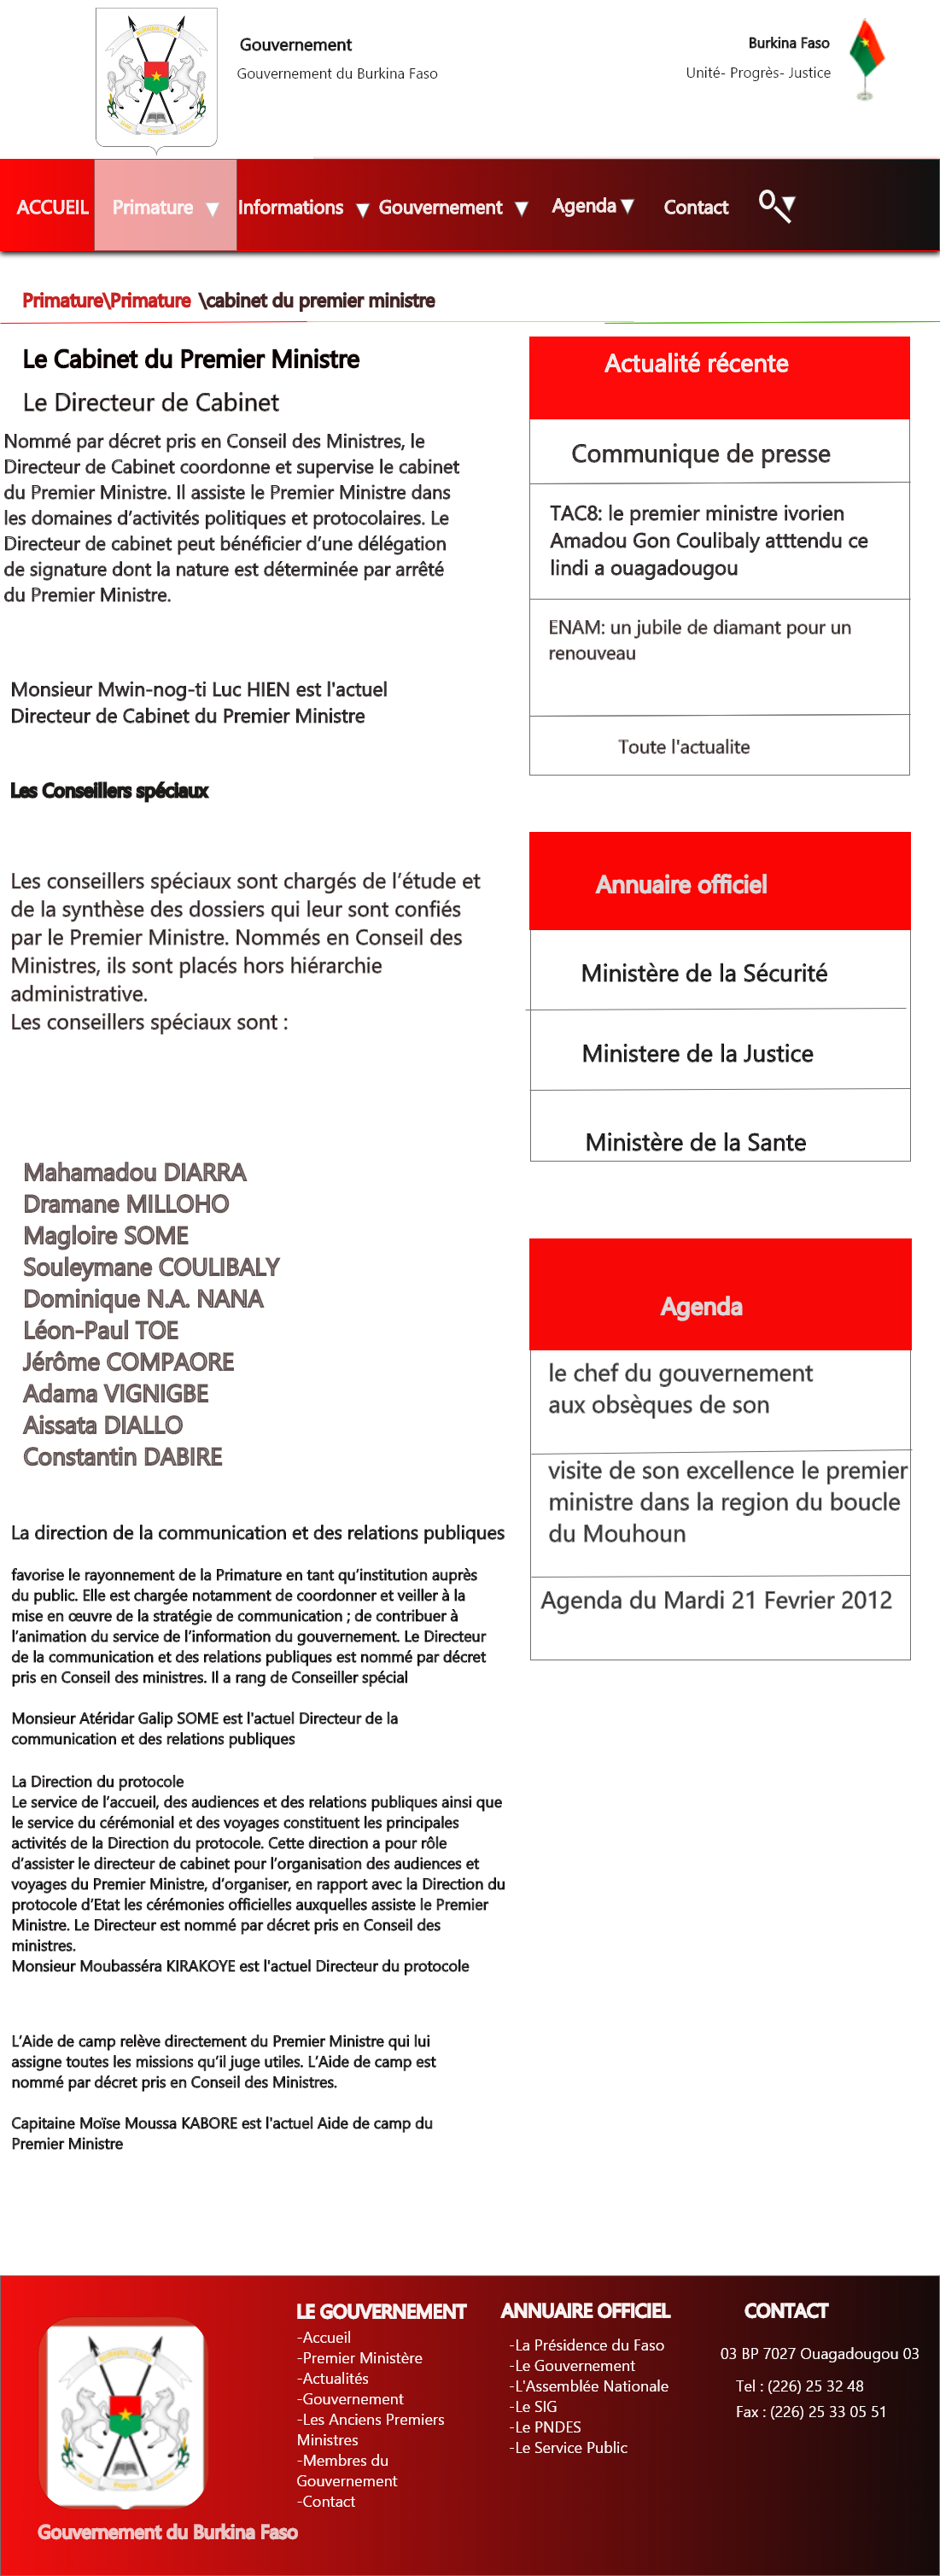 Gouvernement
Gouvernement du Burkina Faso
Burkina Faso
Unité- Progrès- Justice
ACCUEIL Primature Informations Gouvernement Agenda Contact
Primature\Primature \cabinet du premier ministre
Le Cabinet du Premier Ministre
Le Directeur de Cabinet
Nommé par décret pris en Conseil des Ministres, le
Directeur de Cabinet coordonne et supervise le cabinet
du Premier Ministre. Il assiste le Premier Ministre dans
les domaines d’activités politiques et protocolaires. Le
Directeur de cabinet peut bénéficier d’une délégation
de signature dont la nature est déterminée par arrêté
du Premier Ministre.
Monsieur Mwin-nog-ti Luc HIEN est l'actuel
Directeur de Cabinet du Premier Ministre
Les Conseillers spéciaux
Les conseillers spéciaux sont chargés de l’étude et
de la synthèse des dossiers qui leur sont confiés
par le Premier Ministre. Nommés en Conseil des
Ministres, ils sont placés hors hiérarchie
administrative.
Les conseillers spéciaux sont :
Mahamadou DIARRA
Dramane MILLOHO
Magloire SOME
Souleymane COULIBALY
Dominique N.A. NANA
Léon-Paul TOE
Jérôme COMPAORE
Adama VIGNIGBE
Aissata DIALLO
Constantin DABIRE
La direction de la communication et des relations publiques
favorise le rayonnement de la Primature en tant qu’institution auprès
du public. Elle est chargée notamment de coordonner et veiller à la
mise en œuvre de la stratégie de communication ; de contribuer à
l’animation du service de l’information du gouvernement. Le Directeur
de la communication et des relations publiques est nommé par décret
pris en Conseil des ministres. Il a rang de Conseiller spécial
Monsieur Atéridar Galip SOME est l'actuel Directeur de la
communication et des relations publiques
La Direction du protocole
Le service de l’accueil, des audiences et des relations publiques ainsi que
le service du cérémonial et des voyages constituent les principales
activités de la Direction du protocole. Cette direction a pour rôle
d’assister le directeur de cabinet pour l’organisation des audiences et
voyages du Premier Ministre, d’organiser, en rapport avec la Direction du
protocole d’Etat les cérémonies officielles auxquelles assiste le Premier
Ministre. Le Directeur est nommé par décret pris en Conseil des
ministres.
Monsieur Moubasséra KIRAKOYE est l'actuel Directeur du protocole
L’Aide de camp relève directement du Premier Ministre qui lui
assigne toutes les missions qu’il juge utiles. L’Aide de camp est
nommé par décret pris en Conseil des Ministres.
Capitaine Moïse Moussa KABORE est l'actuel Aide de camp du
Premier Ministre
Actualité récente
Communique de presse
TAC8: le premier ministre ivorien
Amadou Gon Coulibaly atttendu ce
lindi a ouagadougou
ENAM: un jubile de diamant pour un
renouveau
Toute l'actualite
Annuaire officiel
Ministère de la Sécurité
Ministere de la Justice
Ministère de la Sante
Agenda
le chef du gouvernement
aux obsèques de son
visite de son excellence le premier
ministre dans la region du boucle
du Mouhoun
Agenda du Mardi 21 Fevrier 2012
Gouvernement du Burkina Faso
LE GOUVERNEMENT
-Accueil
-Premier Ministère
-Actualités
-Gouvernement
-Les Anciens Premiers
Ministres
-Membres du
Gouvernement
-Contact
ANNUAIRE OFFICIEL
-La Présidence du Faso
-Le Gouvernement
-L'Assemblée Nationale
-Le SIG
-Le PNDES
-Le Service Public
CONTACT
03 BP 7027 Ouagadougou 03
Tel : (226) 25 32 48
Fax : (226) 25 33 05 51